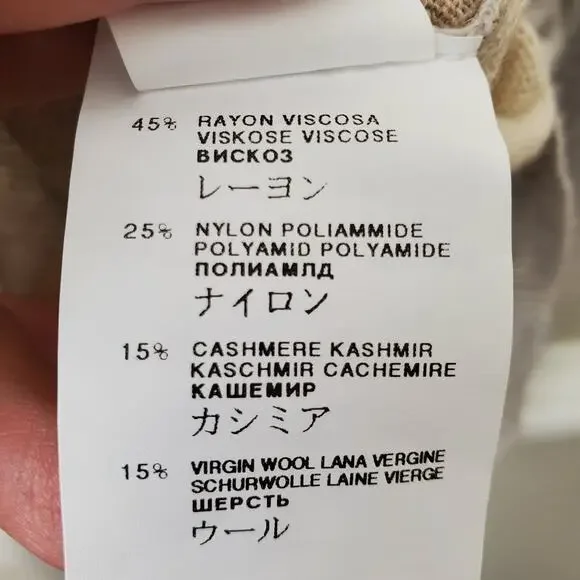 45% RAYON VISCOSA
VISKOSE VISCOSE
ВИСКОЗ
レーヨン
25% NYLON POLIAMMIDE
POLYAMID POLYAMIDE
ПОЛИАМЛД
ナイロン
15% CASHMERE KASHMIR
KASCHMIR CACHEMIRE
КАШЕМИР
カシミア
15% VIRGIN WOOL LANA VERGINE
SCHURWOLLE LAINE VIERGE
ШЕРСТЬ
ウール